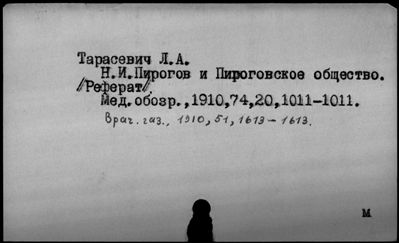 Тарасевич Л.А.
Н.И.Пирогов и Пироговское общество.
//Реферат//.
Мед.обозр.,1910,74,20,1011-1011.
Врач. газ., 1910, 51, 1613 - 1613.
М